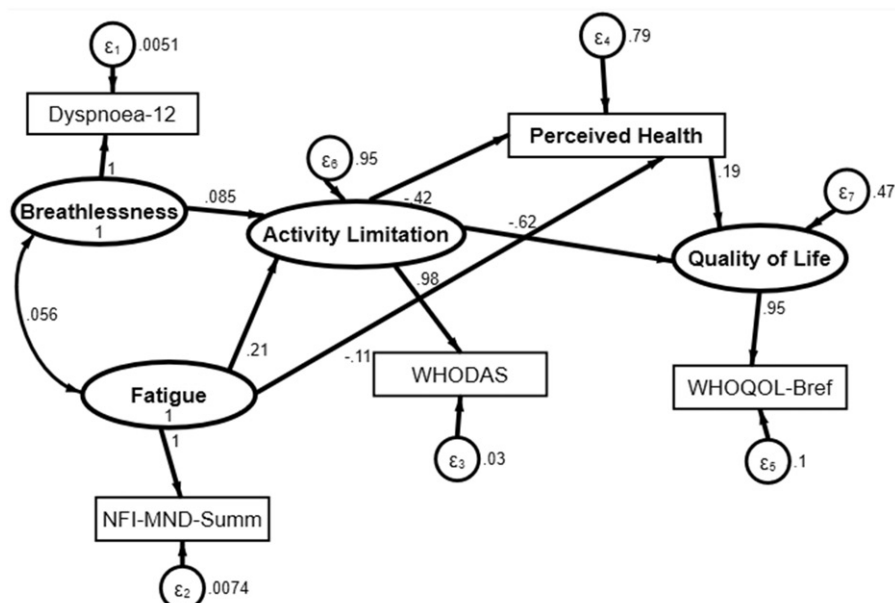 ε1 .0051
ε4 .79
Dyspnoea-12
Perceived Health
1
ε6 .95
.19
.085
-.42
ε7 .47
Breathlessness
1
-.62
Activity Limitation
Quality of Life
.98
.95
.056
.21
-.11
WHODAS
WHOQOL-Bref
Fatigue
1
1
ε3 .03
ε5 .1
NFI-MND-Summ
ε2 .0074